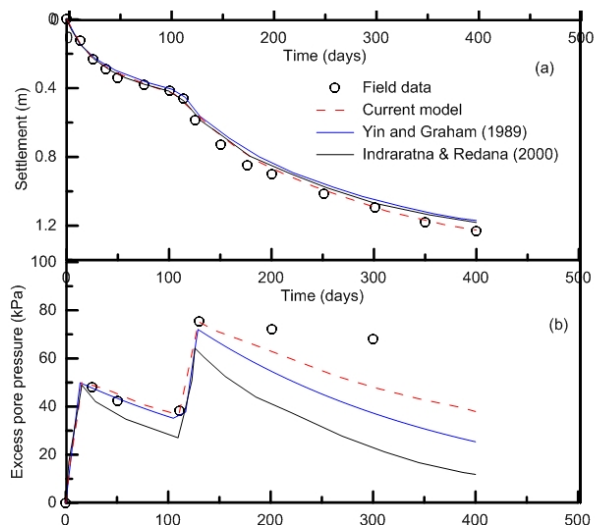 0 100 200 300 400 500
Time (days)
(a)
0
0.4
0.8
1.2
Settlement (m)
Field data
Current model
Yin and Graham (1989)
Indraratna & Redana (2000)
0 100 200 300 400 500
Time (days)
(b)
100
80
60
40
20
0
Excess pore pressure (kPa)
0 100 200 300 400 500